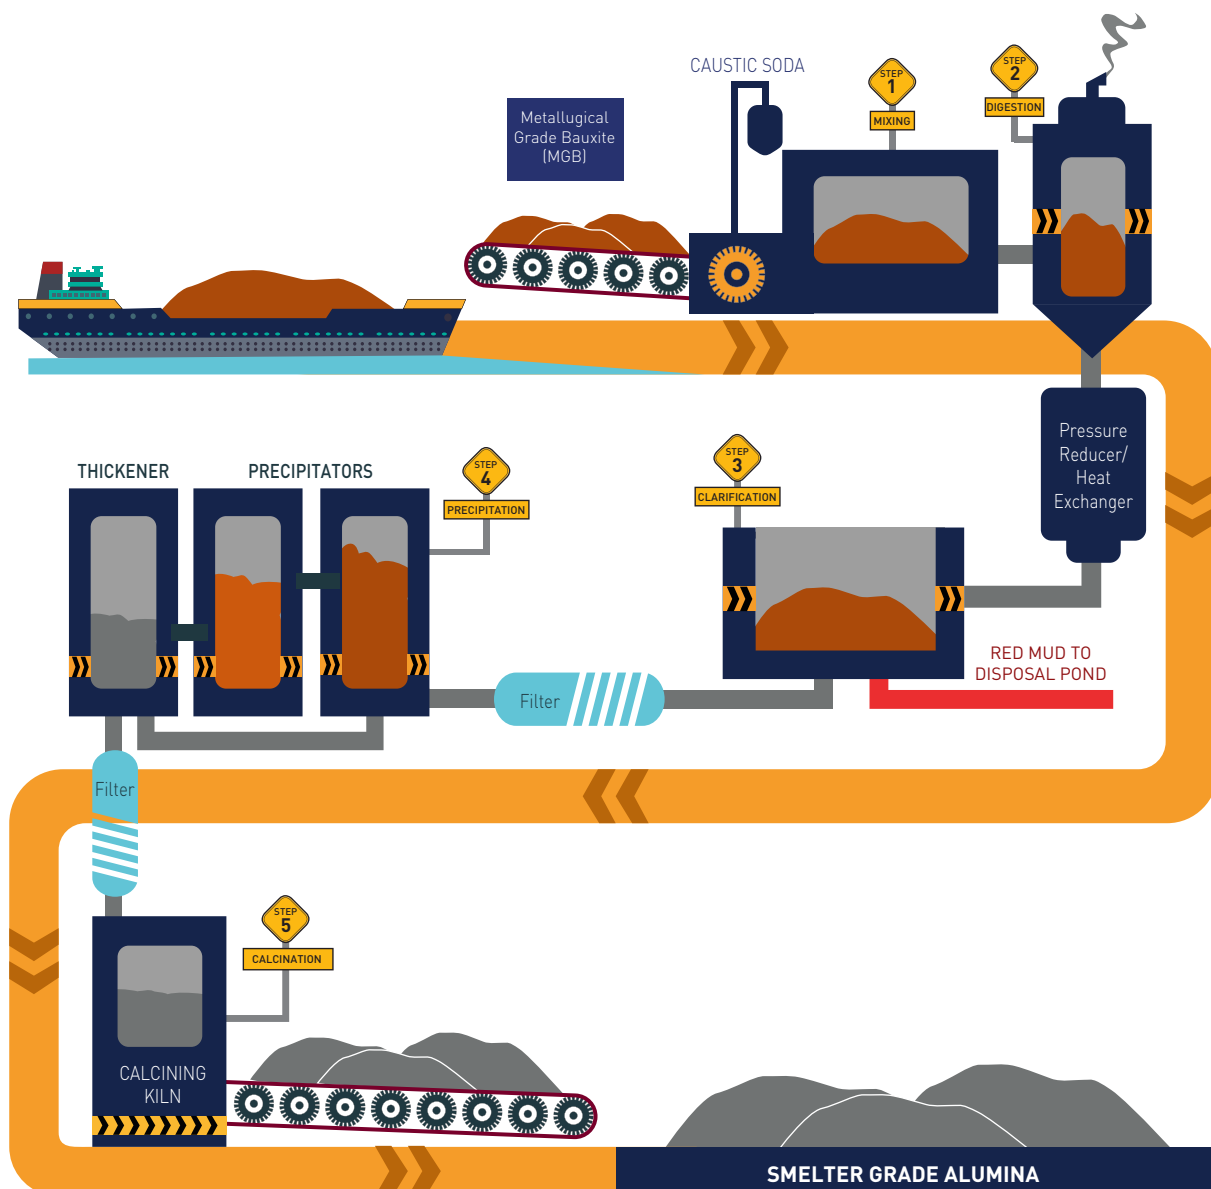 CAUSTIC SODA
STEP
1
MIXING
STEP
2
DIGESTION
Metallugical
Grade Bauxite
(MGB)
Pressure
Reducer/
Heat
Exchanger
STEP
3
CLARIFICATION
THICKENER
PRECIPITATORS
STEP
4
PRECIPITATION
RED MUD TO
DISPOSAL POND
Filter
Filter
STEP
5
CALCINATION
CALCINING
KILN
SMELTER GRADE ALUMINA